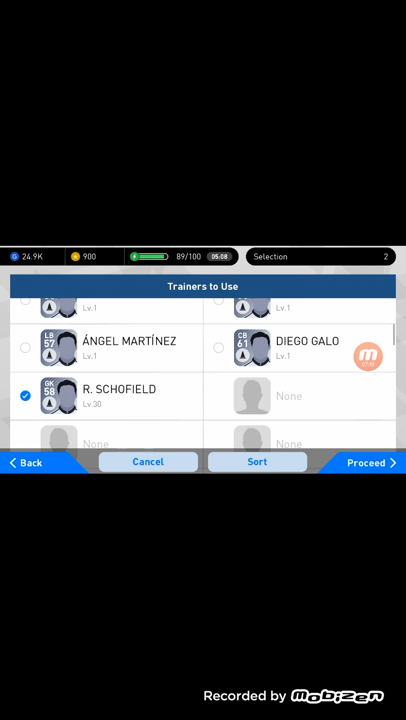 24.9K 900 89/100 05:08 Selection 2
Trainers to Use
Lv.1 Lv.1
LB 57 ÁNGEL MARTÍNEZ Lv.1
CB 61 DIEGO GALO Lv.1
GK 58 R. SCHOFIELD Lv.30
None
None None
Back Cancel Sort Proceed
Recorded by mobizen